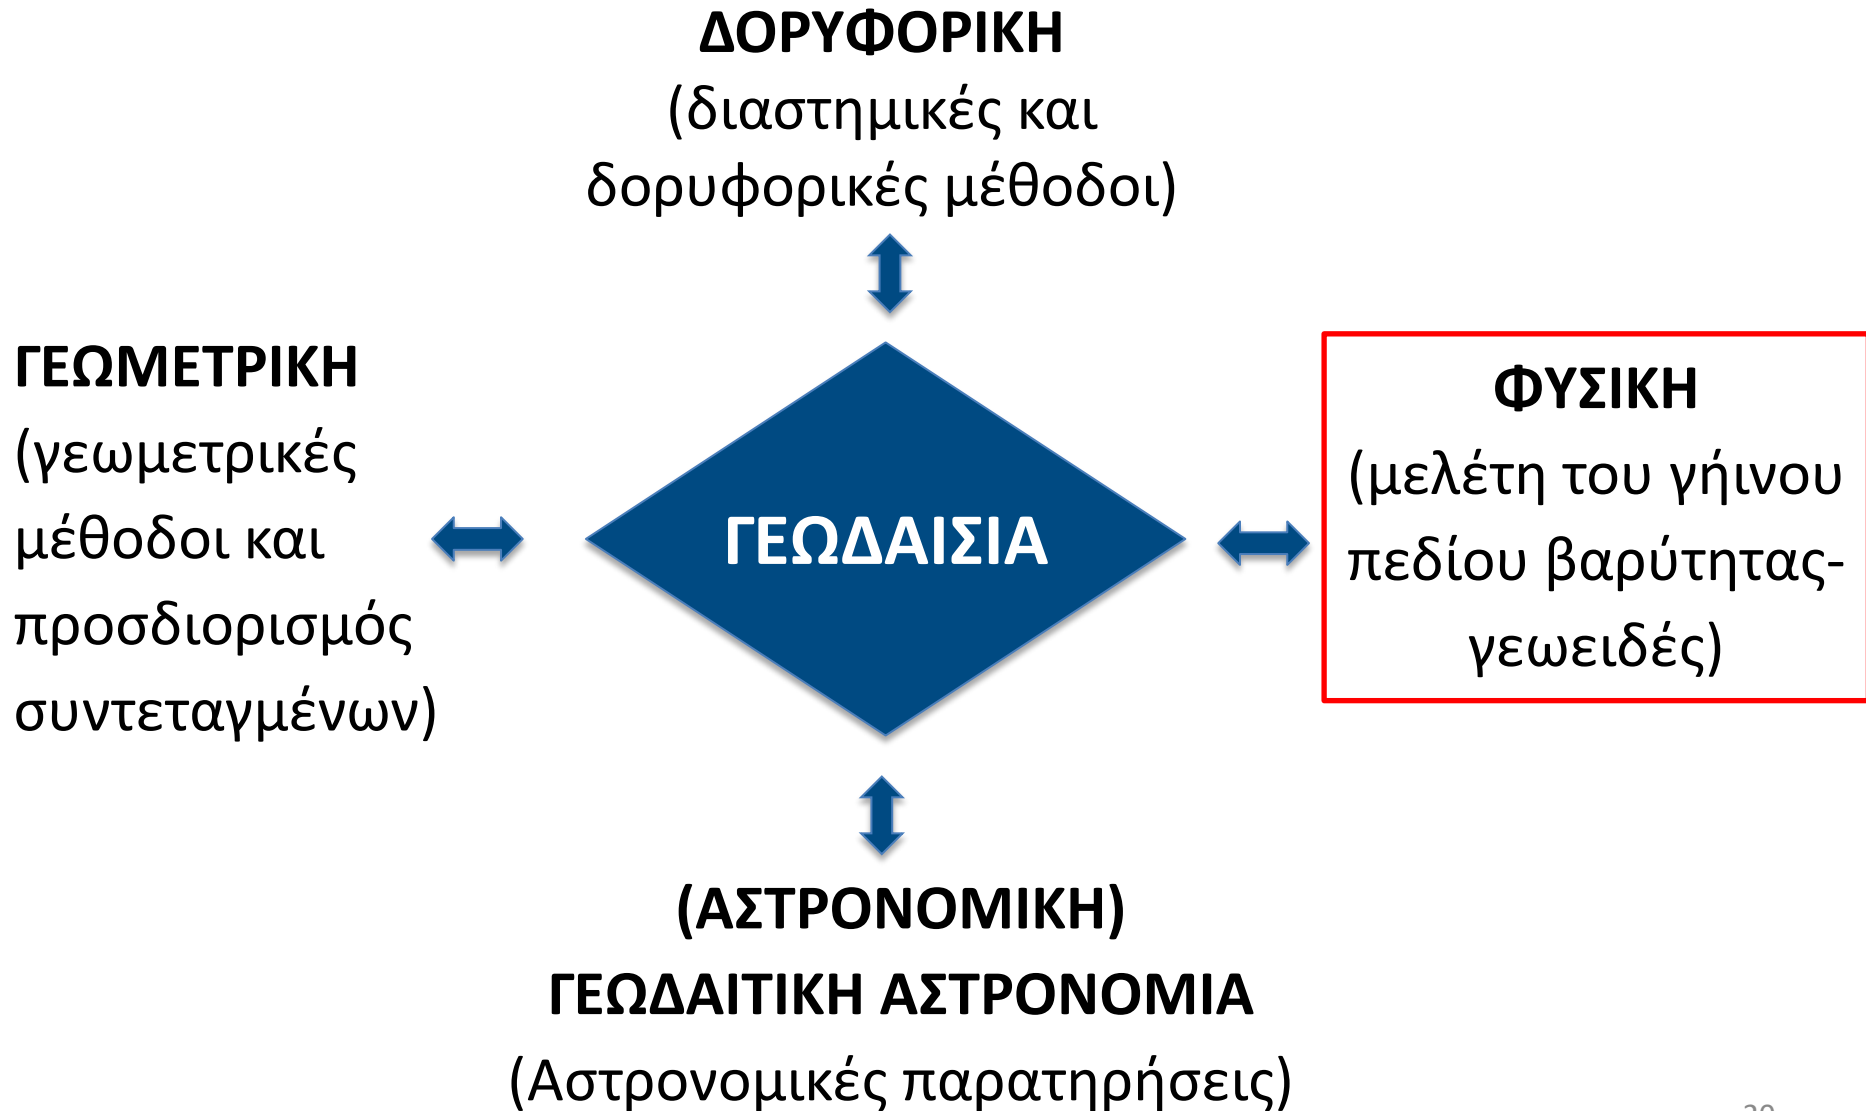 ΔΟΡΥΦΟΡΙΚΗ
(διαστημικές και
δορυφορικές μέθοδοι)
ΓΕΩΜΕΤΡΙΚΗ
(γεωμετρικές
μέθοδοι και
προσδιορισμός
συντεταγμένων)
ΓΕΩΔΑΙΣΙΑ
ΦΥΣΙΚΗ
(μελέτη του γήινου
πεδίου βαρύτητας-
γεωειδές)
(ΑΣΤΡΟΝΟΜΙΚΗ)
ΓΕΩΔΑΙΤΙΚΗ ΑΣΤΡΟΝΟΜΙΑ
(Αστρονομικές παρατηρήσεις)